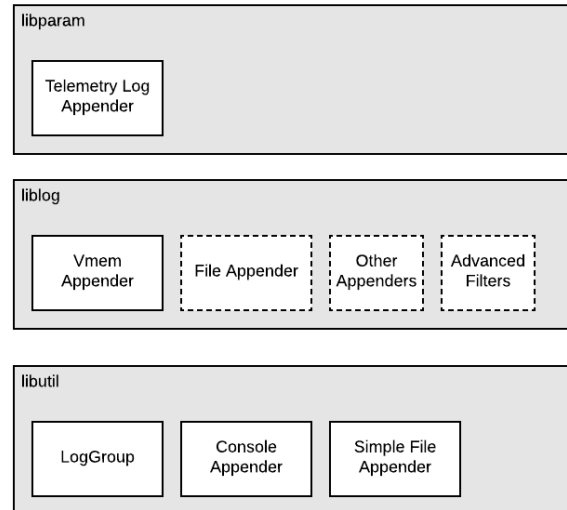 libparam
Telemetry Log
Appender
liblog
Vmem
Appender
File Appender
Other
Appenders
Advanced
Filters
libutil
LogGroup
Console
Appender
Simple File
Appender